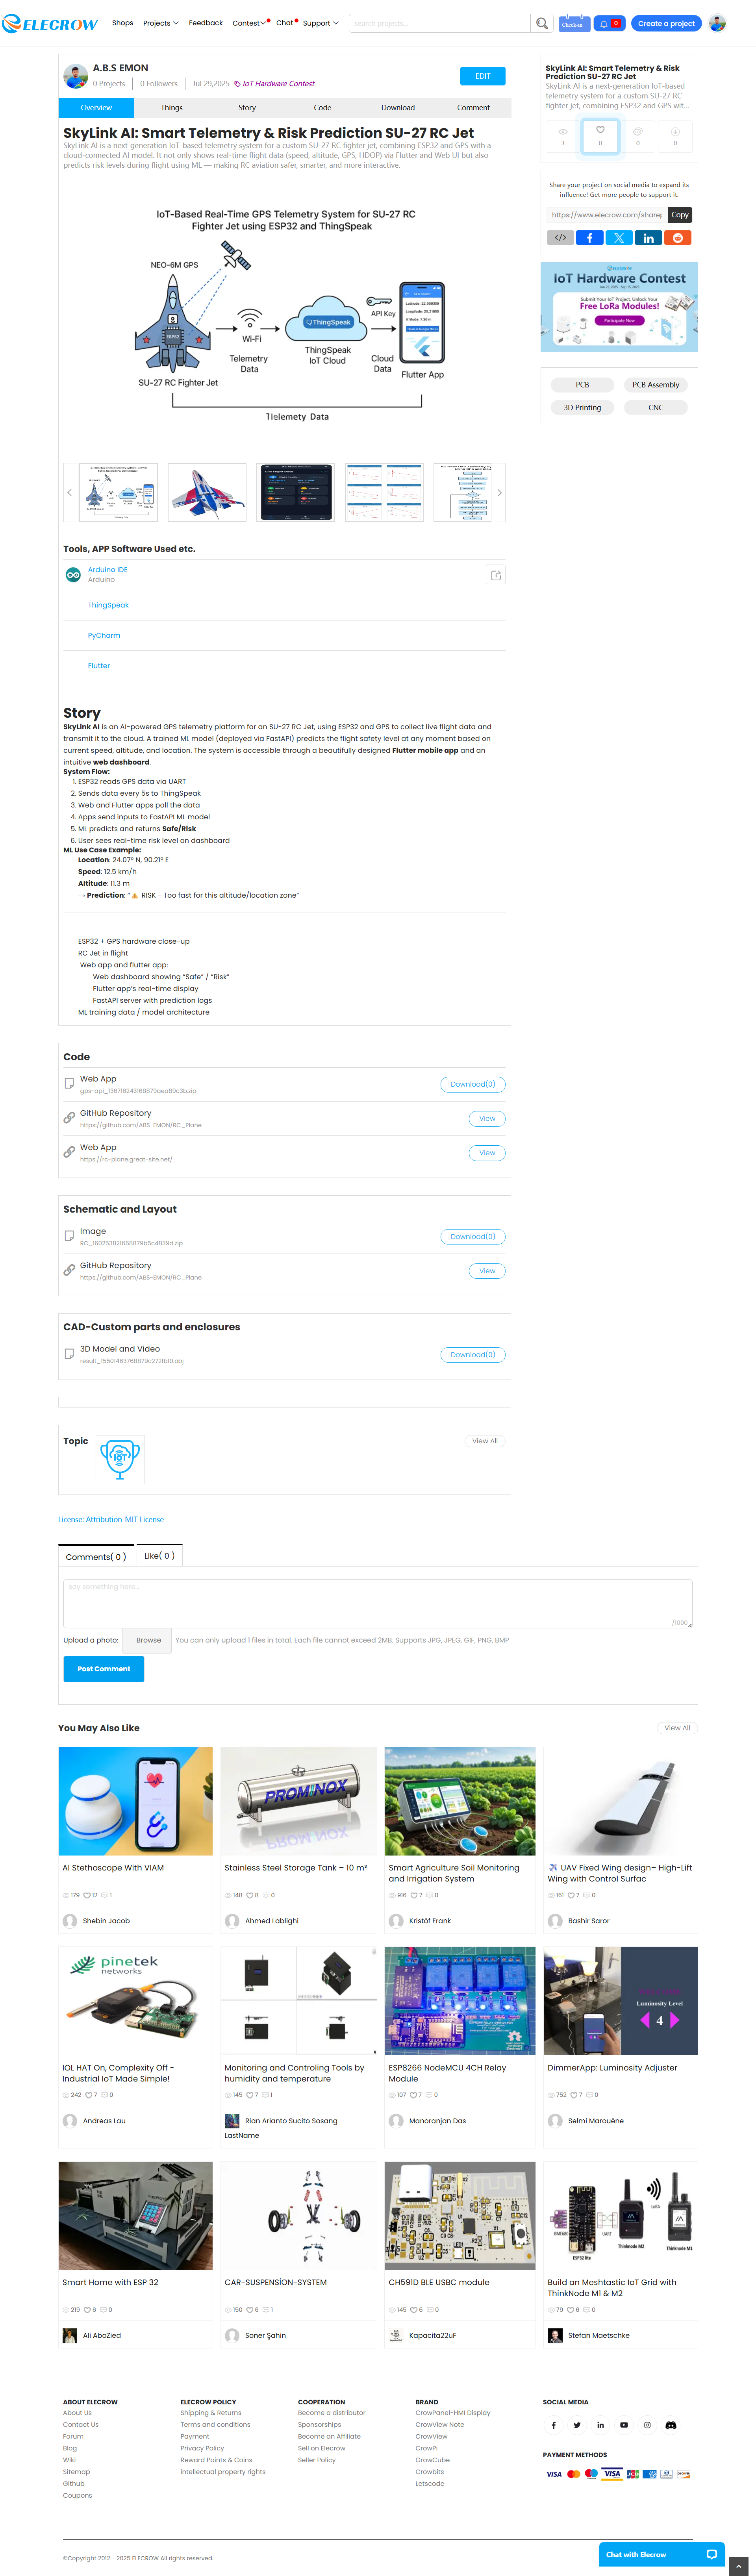 ELECROW
Shops Projects Feedback Contest Chat Support search projects... Check-in 0 Create a project
A.B.S EMON
0 Projects 0 Followers Jul 29,2025 IoT Hardware Contest
EDIT
Overview Things Story Code Download Comment
SkyLink AI: Smart Telemetry & Risk Prediction SU-27 RC Jet
SkyLink AI is a next-generation IoT-based telemetry system for a custom SU-27 RC fighter jet, combining ESP32 and GPS with a
cloud-connected AI model. It not only shows real-time flight data (speed, altitude, GPS, HDOP) via Flutter and Web UI but also
predicts risk levels during flight using ML — making RC aviation safer, smarter, and more interactive.
IoT-Based Real-Time GPS Telemetry System for SU-27 RC
Fighter Jet using ESP32 and ThingSpeak
NEO-6M GPS
ESP32
SU-27 RC Fighter Jet
Wi-Fi
Telemetry
Data
ThingSpeak
ThingSpeak
IoT Cloud
API Key
Cloud
Data
Flutter App
Tlelemety Data
Tools, APP Software Used etc.
Arduino IDE
Arduino
ThingSpeak
PyCharm
Flutter
Story
SkyLink AI is an AI-powered GPS telemetry platform for an SU-27 RC Jet, using ESP32 and GPS to collect live flight data and
transmit it to the cloud. A trained ML model (deployed via FastAPI) predicts the flight safety level at any moment based on
current speed, altitude, and location. The system is accessible through a beautifully designed Flutter mobile app and an
intuitive web dashboard.
System Flow:
1. ESP32 reads GPS data via UART
2. Sends data every 5s to ThingSpeak
3. Web and Flutter apps poll the data
4. Apps send inputs to FastAPI ML model
5. ML predicts and returns Safe/Risk
6. User sees real-time risk level on dashboard
ML Use Case Example:
Location: 24.07° N, 90.21° E
Speed: 12.5 km/h
Altitude: 11.3 m
→ Prediction: “⚠️ RISK - Too fast for this altitude/location zone”
ESP32 + GPS hardware close-up
RC Jet in flight
Web app and flutter app:
Web dashboard showing “Safe” / “Risk”
Flutter app’s real-time display
FastAPI server with prediction logs
ML training data / model architecture
Code
Web App
Download(0)
GitHub Repository
https://github.com/ABS-EMON/RC_Plane
View
Web App
https://rc-plane.great-site.net/
View
Schematic and Layout
Image
Download(0)
GitHub Repository
https://github.com/ABS-EMON/RC_Plane
View
CAD-Custom parts and enclosures
3D Model and Video
Download(0)
Topic
IOT
View All
License: Attribution-MIT License
Comments( 0 ) Like( 0 )
say something here...
/1000
Upload a photo: Browse You can only upload 1 files in total. Each file cannot exceed 2MB. Supports JPG, JPEG, GIF, PNG, BMP
Post Comment
SkyLink AI: Smart Telemetry & Risk
Prediction SU-27 RC Jet
SkyLink AI is a next-generation IoT-based
telemetry system for a custom SU-27 RC
fighter jet, combining ESP32 and GPS wit...
3 0 0 0
Share your project on social media to expand its
influence! Get more people to support it.
https://www.elecrow.com/sharep Copy
ELECROW
IoT Hardware Contest
Submit Your IoT Project, Unlock Your
Free LoRa Modules!
Participate Now
PCB PCB Assembly
3D Printing CNC
You May Also Like
View All
AI Stethoscope With VIAM
179 12 1
Shebin Jacob
PROMINOX
Stainless Steel Storage Tank – 10 m³
148 8 0
Ahmed Lablighi
Smart Agriculture Soil Monitoring
and Irrigation System
916 7 0
Kristóf Frank
✈️ UAV Fixed Wing design– High-Lift
Wing with Control Surfac
161 7 0
Bashir Saror
pinetek
networks
IOL HAT On, Complexity Off -
Industrial IoT Made Simple!
242 7 0
Andreas Lau
Monitoring and Controling Tools by
humidity and temperature
145 7 1
Rian Arianto Sucito Sosang
LastName
ESP8266 NodeMCU 4CH Relay
Module
107 7 0
Manoranjan Das
Luminosity Level
4
DimmerApp: Luminosity Adjuster
752 7 0
Selmi Marouène
Smart Home with ESP 32
219 6 0
Ali AboZied
CAR-SUSPENSİON-SYSTEM
150 6 1
Soner Şahin
CH591D BLE USBC module
145 6 0
Kapacita22uF
UART
LoRA
ESP32 lite
Thinknode M2
Thinknode M1
Build an Meshtastic IoT Grid with
ThinkNode M1 & M2
79 6 0
Stefan Maetschke
ABOUT ELECROW
About Us
Contact Us
Forum
Blog
Wiki
Sitemap
Github
Coupons
ELECROW POLICY
Shipping & Returns
Terms and conditions
Payment
Privacy Policy
Reward Points & Coins
intellectual property rights
COOPERATION
Become a distributor
Sponsorships
Become an Affiliate
Sell on Elecrow
Seller Policy
BRAND
CrowPanel-HMI Display
CrowView Note
CrowView
CrowPi
GrowCube
Crowbits
Letscode
SOCIAL MEDIA
PAYMENT METHODS
VISA VISA JCB
©Copyright 2012 - 2025 ELECROW All rights reserved.
Chat with Elecrow